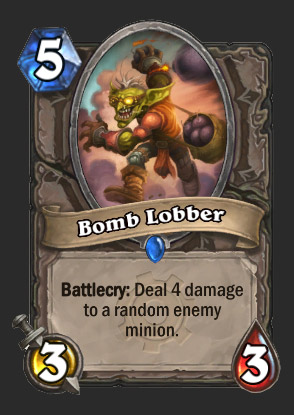 5
Bomb Lobber
Battlecry: Deal 4 damage
to a random enemy
minion.
3
3